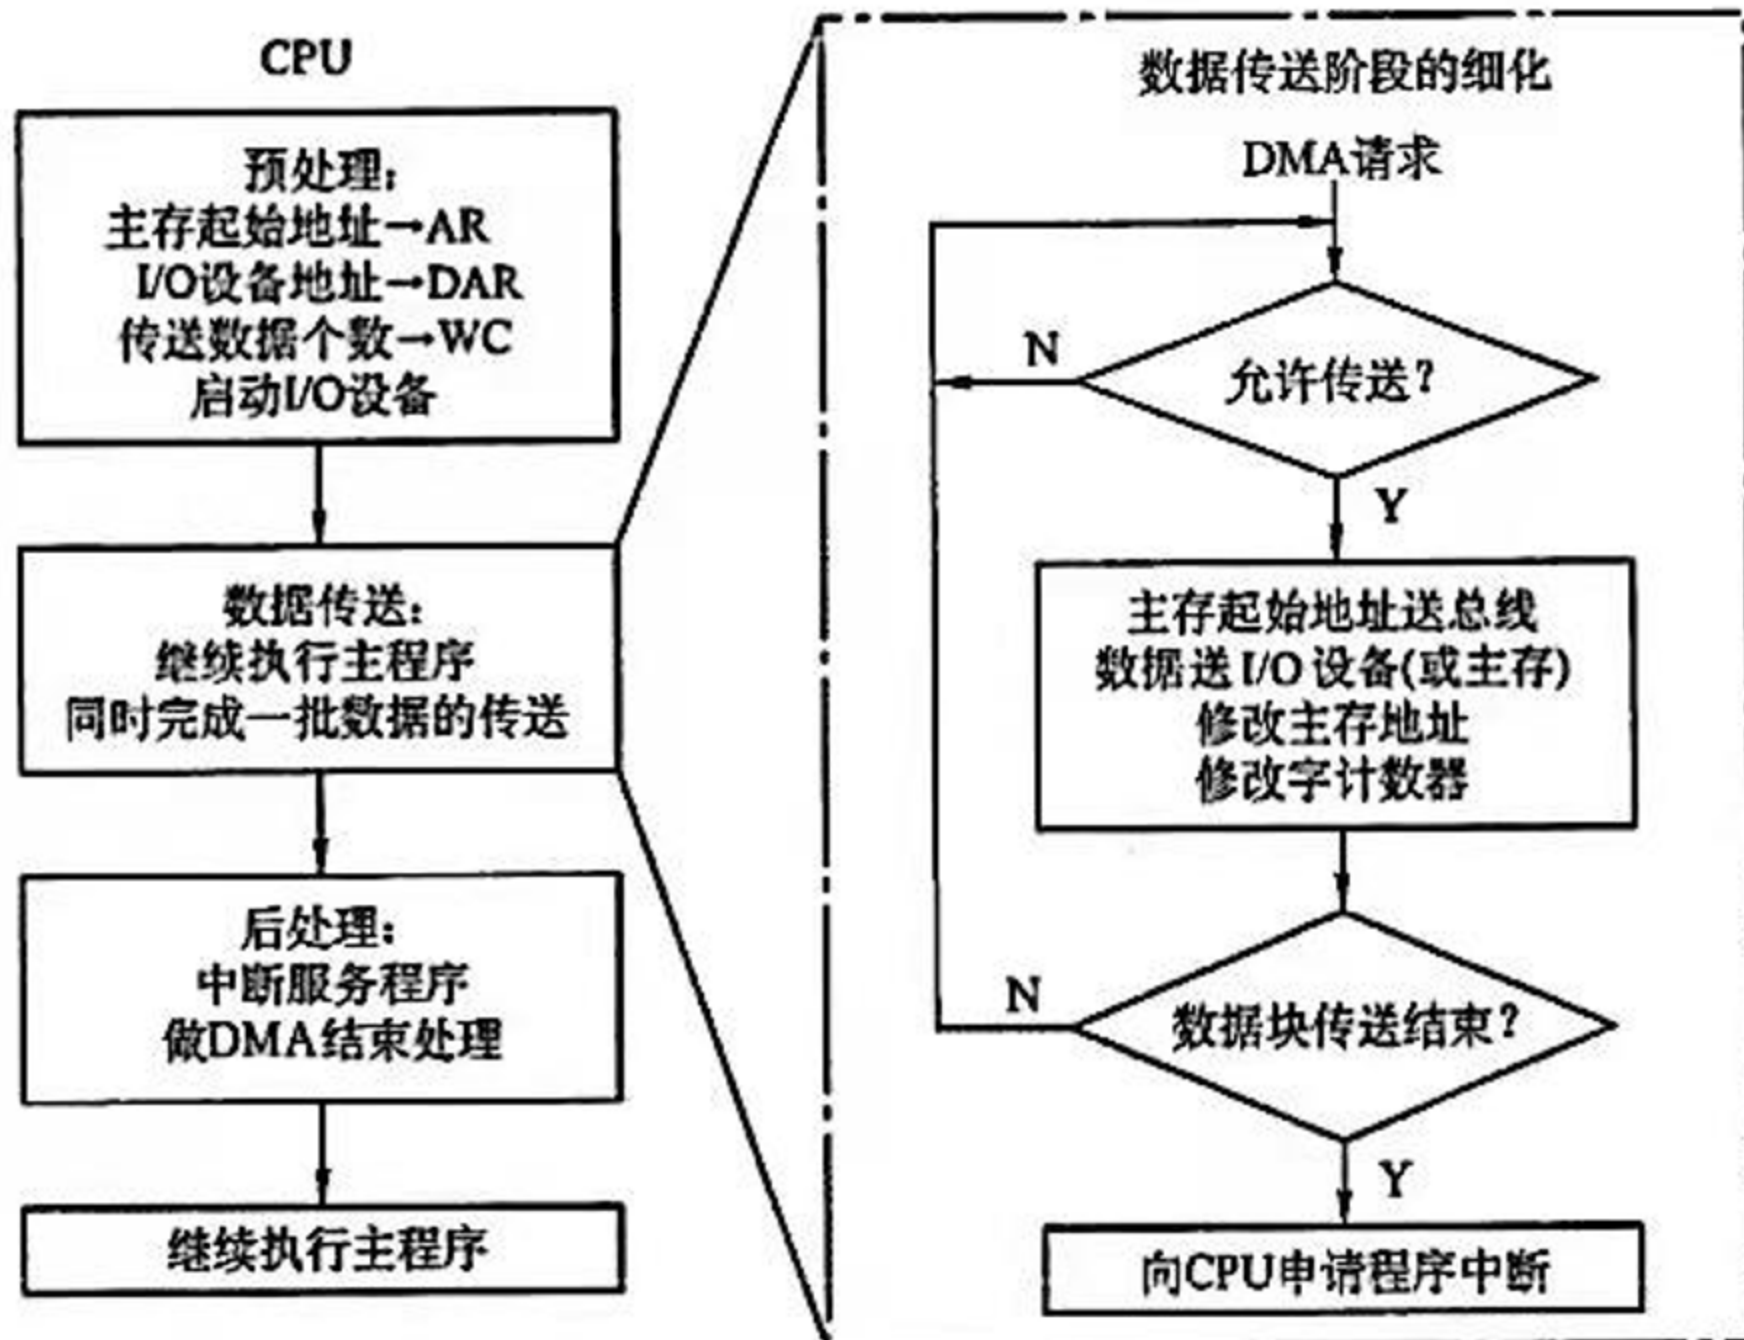 CPU
预处理:
主存起始地址→AR
I/O设备地址→DAR
传送数据个数→WC
启动I/O设备
数据传送:
继续执行主程序
同时完成一批数据的传送
后处理:
中断服务程序
做DMA结束处理
继续执行主程序
数据传送阶段的细化
DMA请求
允许传送?
N
Y
主存起始地址送总线
数据送 I/O 设备(或主存)
修改主存地址
修改字计数器
数据块传送结束?
N
Y
向CPU申请程序中断